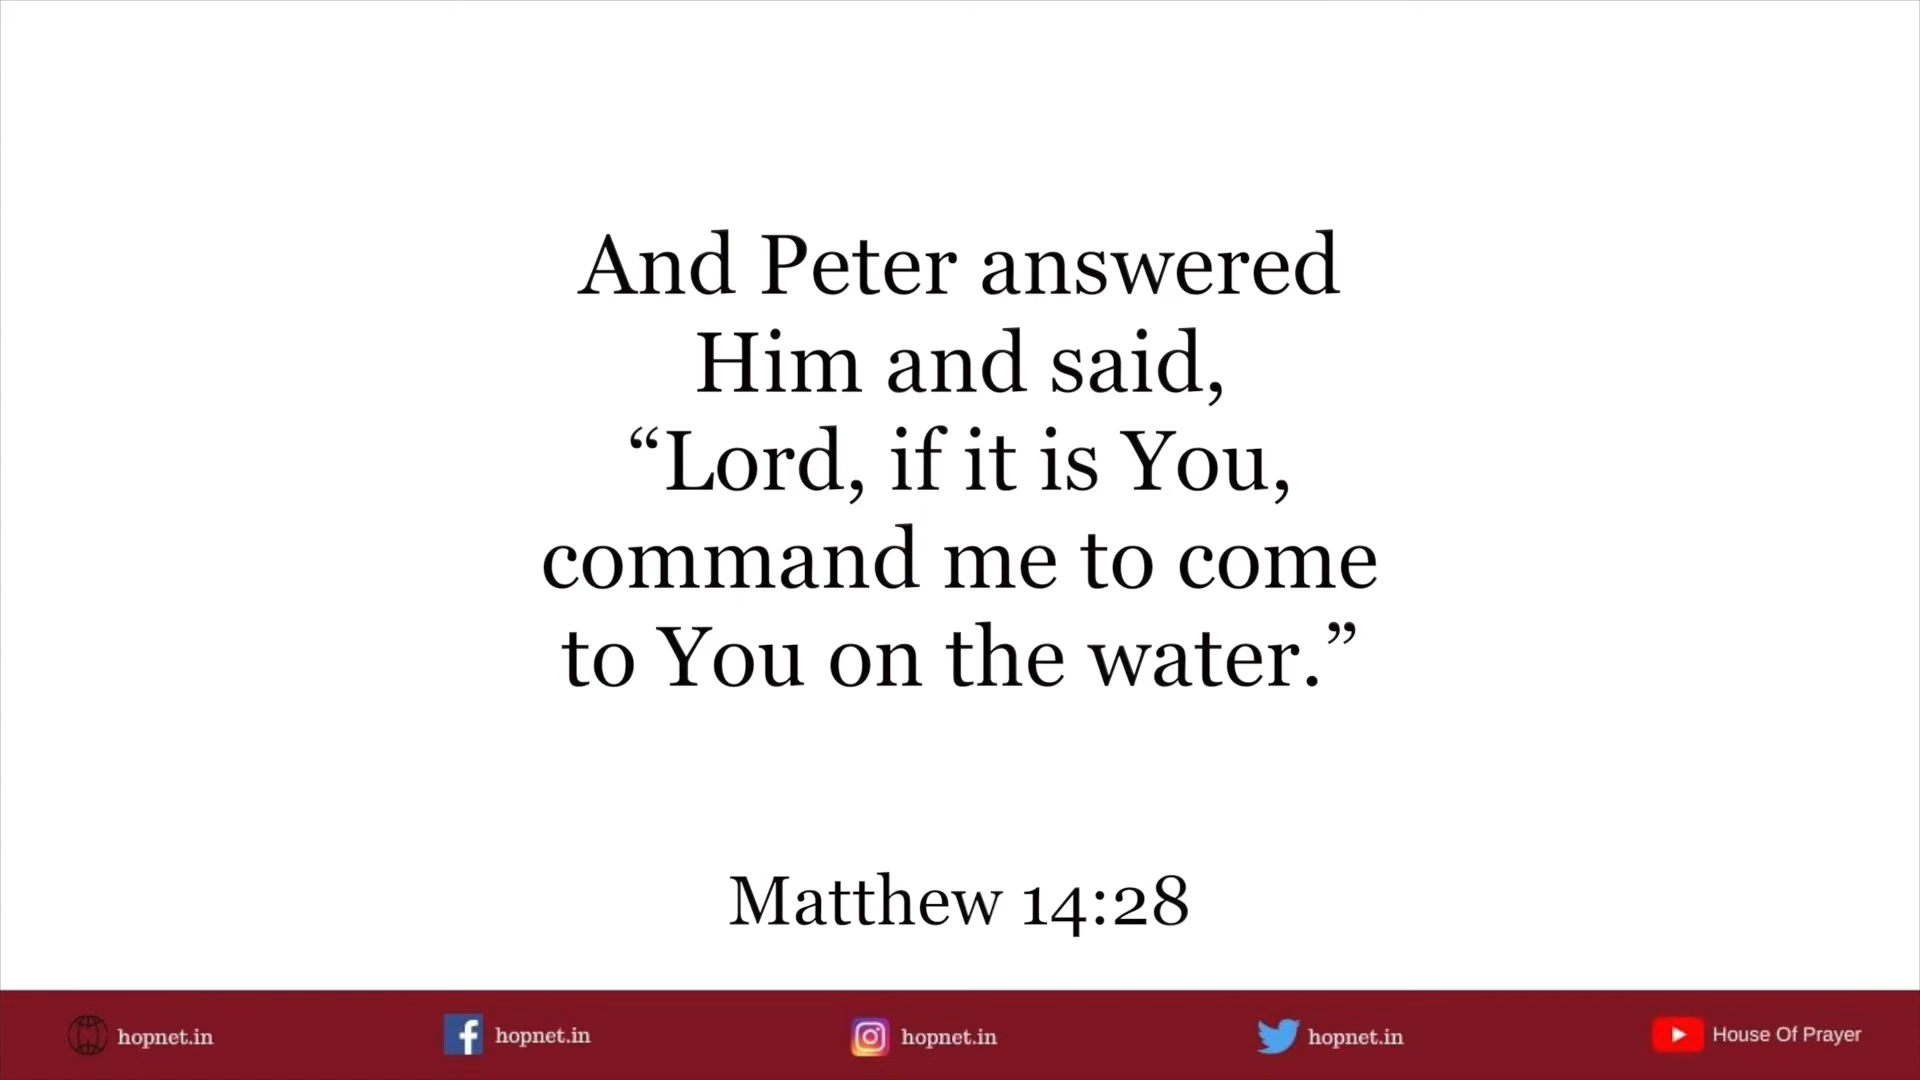 And Peter answered
Him and said,
“Lord, if it is You,
command me to come
to You on the water.”
Matthew 14:28
hopnet.in
hopnet.in
hopnet.in
hopnet.in
House Of Prayer